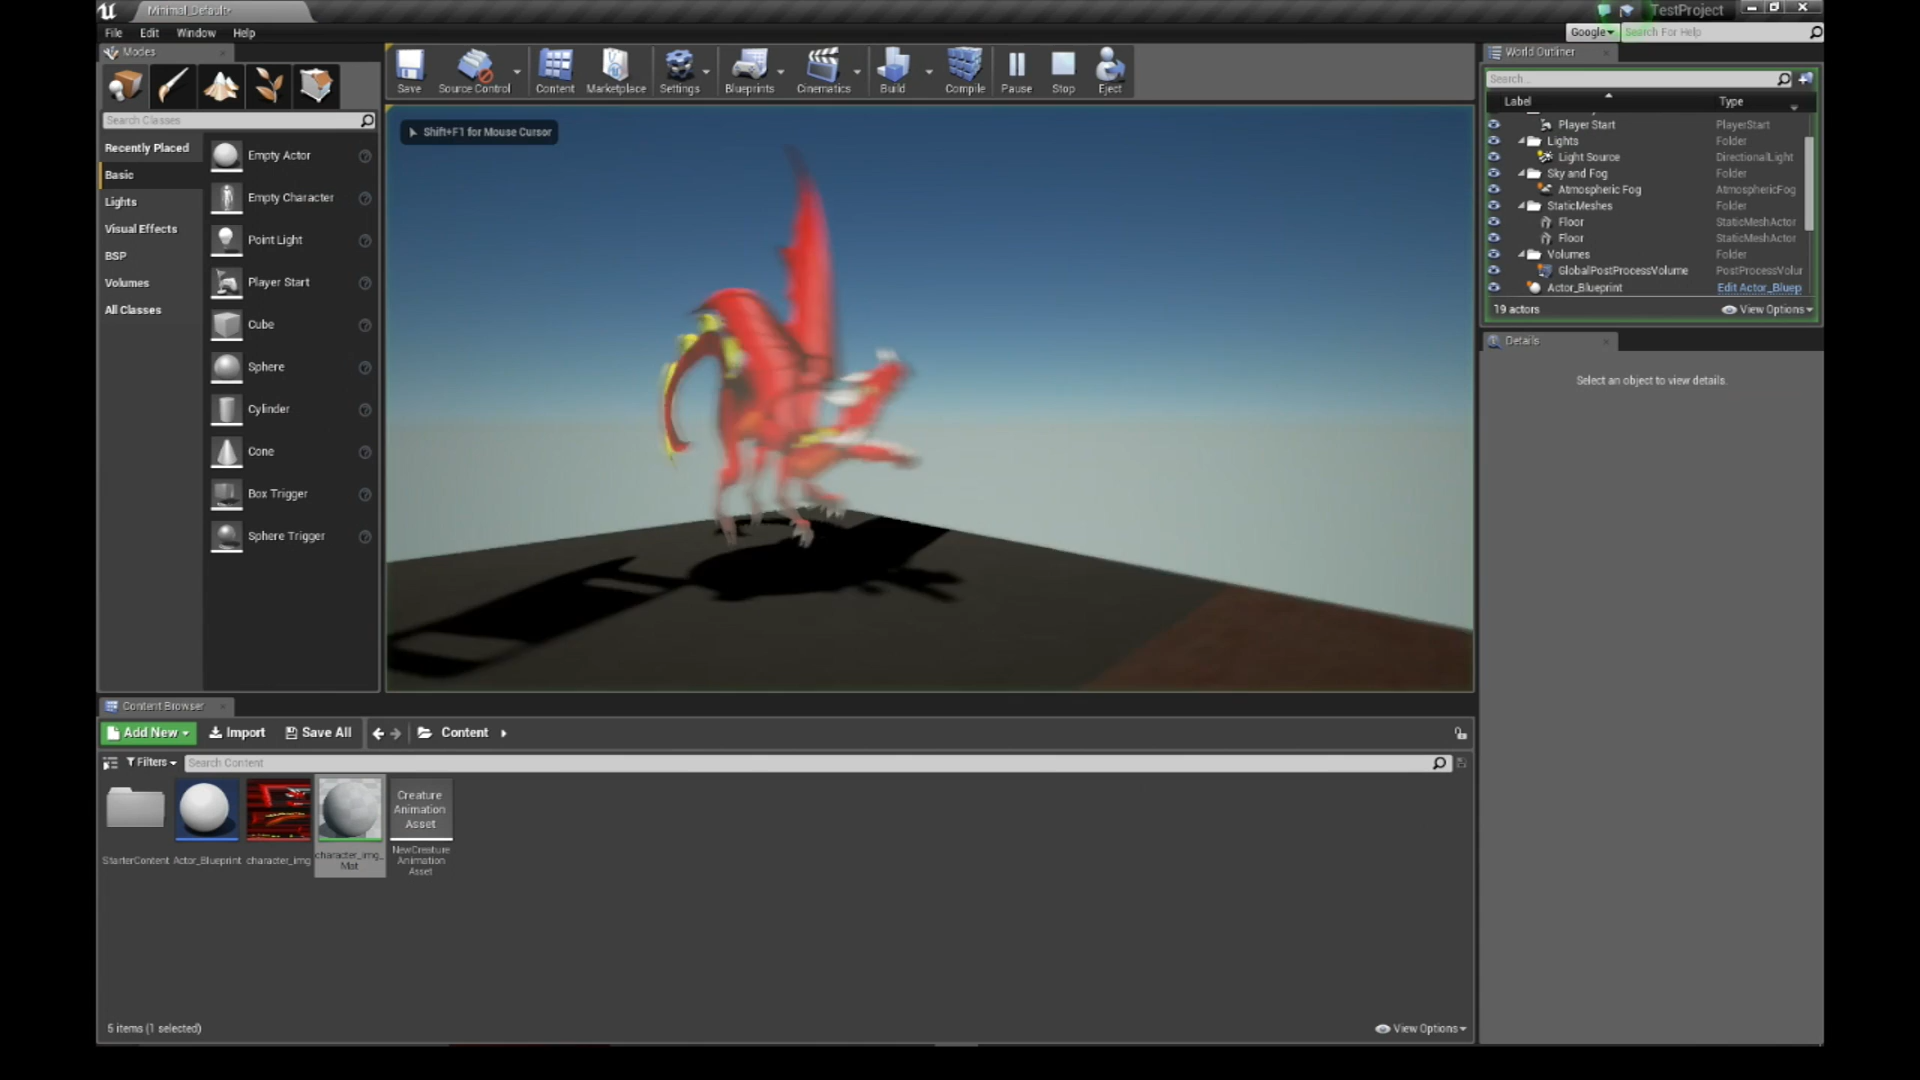 Minimal_Default*
TestProject
File Edit Window Help
Google
Search For Help
Modes
Search Classes
Recently Placed
Basic
Lights
Visual Effects
BSP
Volumes
All Classes
Empty Actor
Empty Character
Point Light
Player Start
Cube
Sphere
Cylinder
Cone
Box Trigger
Sphere Trigger
Save
Source Control
Content
Marketplace
Settings
Blueprints
Cinematics
Build
Compile
Pause
Stop
Eject
Shift+F1 for Mouse Cursor
World Outliner
Search...
Label Type
Player Start PlayerStart
Lights Folder
Light Source DirectionalLight
Sky and Fog Folder
Atmospheric Fog AtmosphericFog
StaticMeshes Folder
Floor StaticMeshActor
Floor StaticMeshActor
Volumes Folder
GlobalPostProcessVolume PostProcessVolur
Actor_Blueprint Edit Actor_Bluep
19 actors
View Options
Details
Select an object to view details.
Content Browser
Add New
Import
Save All
Content
Filters
Search Content
StarterContent
Actor_Blueprint
character_img
character_img_
Mat
Creature
Animation
Asset
NewCreature
Animation
Asset
5 items (1 selected)
View Options